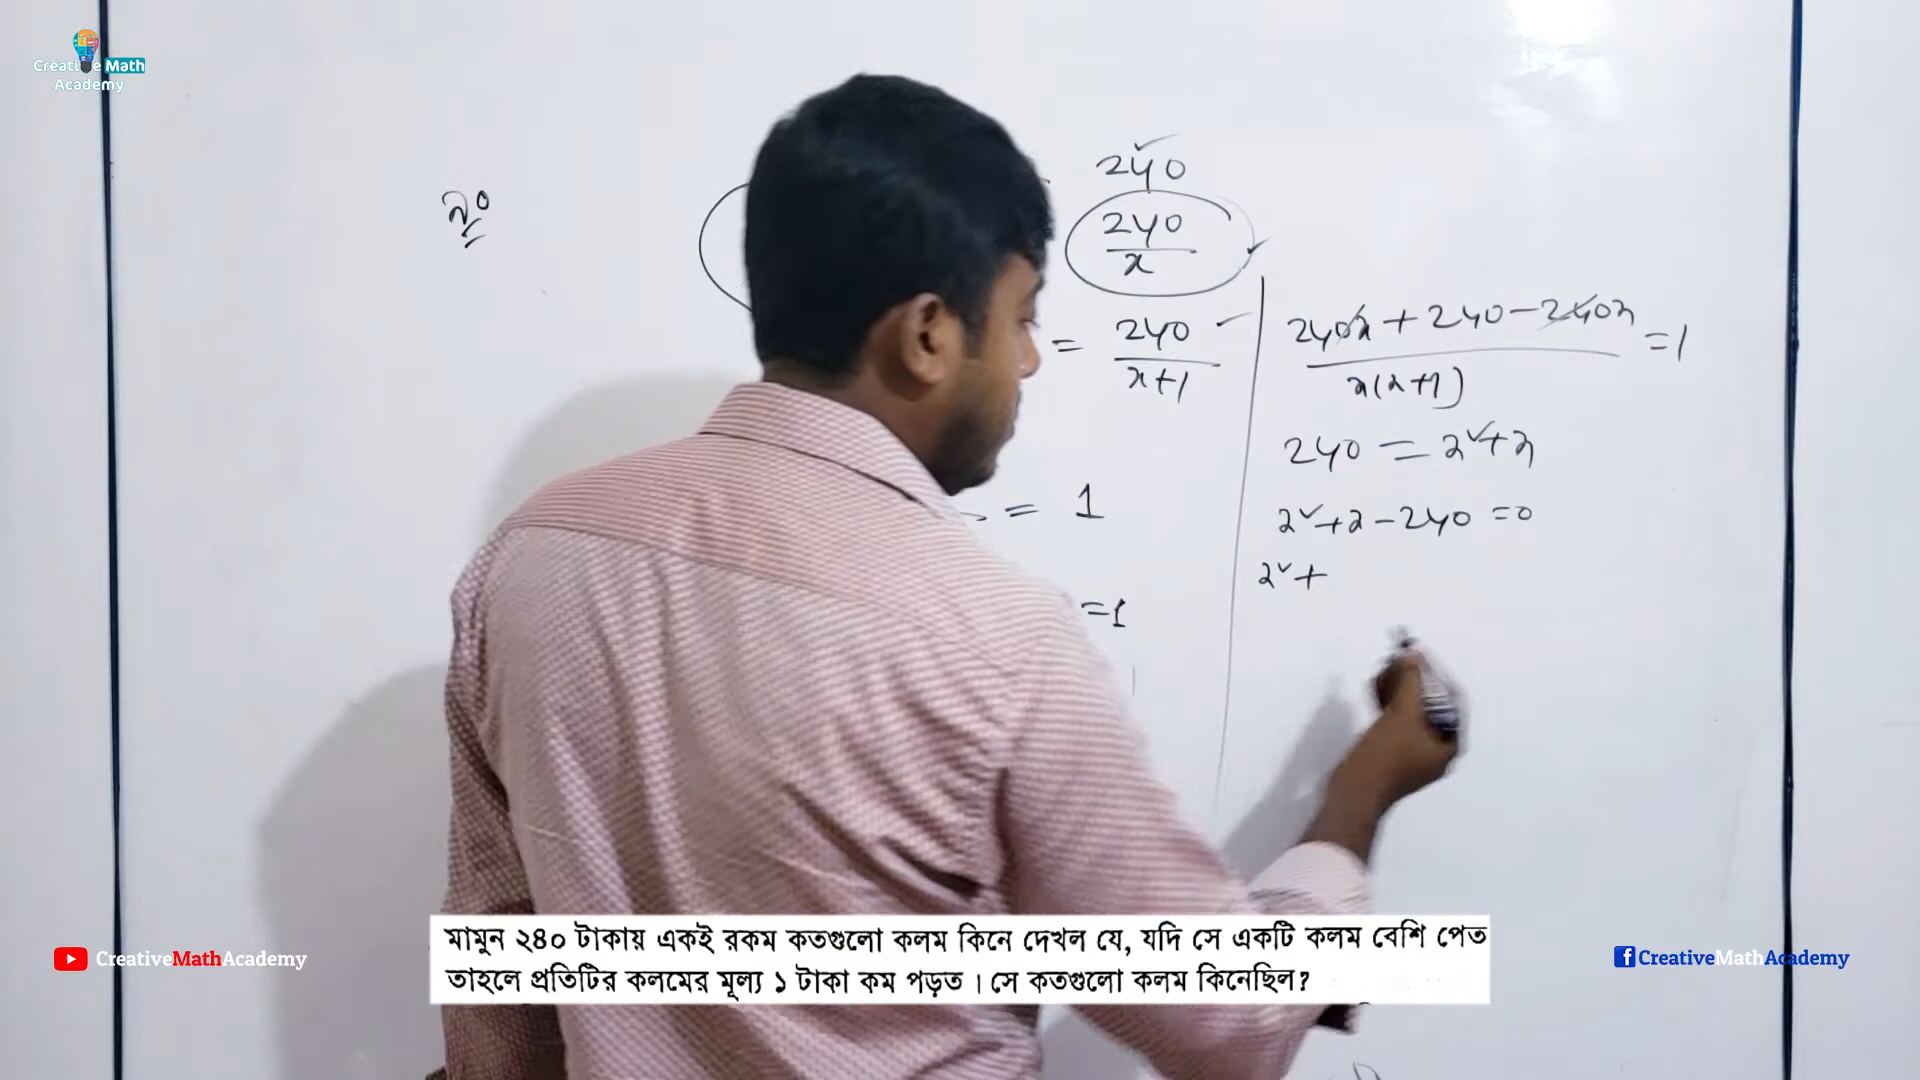 Creative Math
Academy
২০
240
240/x
= 240/x+1
= 1
=1
240x + 240 - 240x / x(x+1) = 1
240 = x² + x
x² + x - 240 = 0
x² +
মামুন ২৪০ টাকায় একই রকম কতগুলো কলম কিনে দেখল যে, যদি সে একটি কলম বেশি পেত
তাহলে প্রতিটির কলমের মূল্য ১ টাকা কম পড়ত । সে কতগুলো কলম কিনেছিল?
CreativeMathAcademy
CreativeMathAcademy